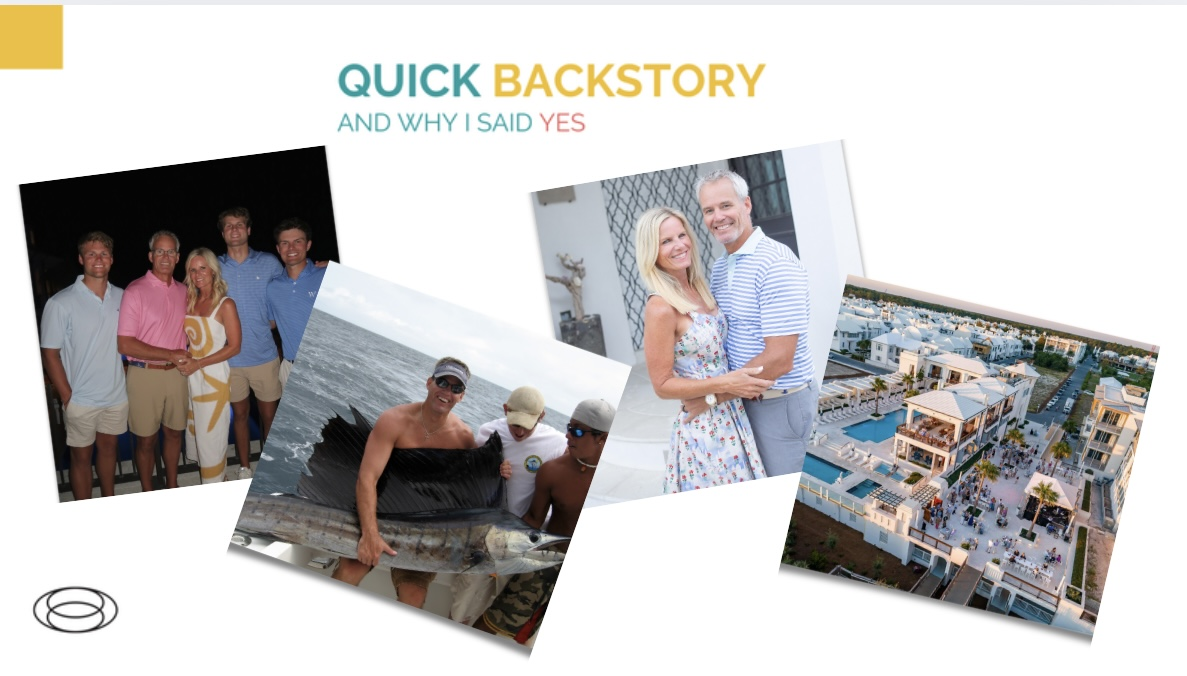 QUICK BACKSTORY
AND WHY I SAID YES